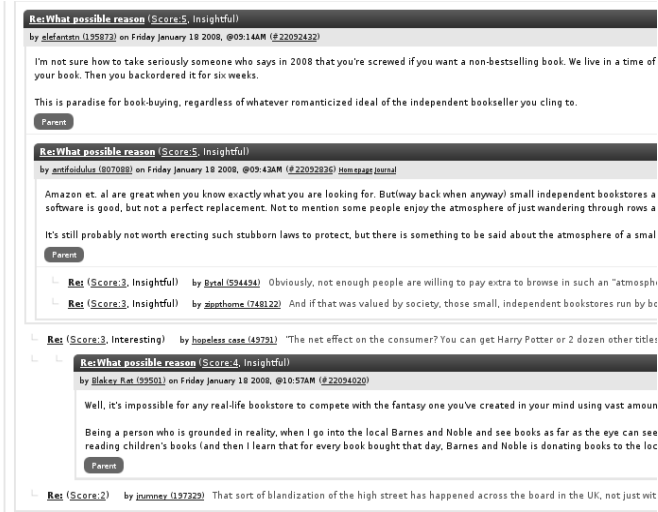 Re:What possible reason (Score:5, Insightful)
by elefantstn (195873) on Friday January 18 2008, @09:14AM (#22092432)
I'm not sure how to take seriously someone who says in 2008 that you're screwed if you want a non-bestselling book. We live in a time of
your book. Then you backordered it for six weeks.
This is paradise for book-buying, regardless of whatever romanticized ideal of the independent bookseller you cling to.
Parent
Re:What possible reason (Score:5, Insightful)
by antifoidulus (807088) on Friday January 18 2008, @09:43AM (#22092836) Homepage Journal
Amazon et. al are great when you know exactly what you are looking for. But(way back when anyway) small independent bookstores a
software is good, but not a perfect replacement. Not to mention some people enjoy the atmosphere of just wandering through rows a
It's still probably not worth erecting such stubborn laws to protect, but there is something to be said about the atmosphere of a smal
Parent
Re: (Score:3, Insightful) by Bytal (594494) Obviously, not enough people are willing to pay extra to browse in such an "atmosphe
Re: (Score:3, Insightful) by zippthorne (748122) And if that was valued by society, those small, independent bookstores run by bo
Re: (Score:3, Interesting) by hopeless case (49791) "The net effect on the consumer? You can get Harry Potter or 2 dozen other titles
Re:What possible reason (Score:4, Insightful)
by Blakey Rat (99501) on Friday January 18 2008, @10:57AM (#22094020)
Well, it's impossible for any real-life bookstore to compete with the fantasy one you've created in your mind using vast amoun
Being a person who is grounded in reality, when I go into the local Barnes and Noble and see books as far as the eye can see
reading children's books (and then I learn that for every book bought that day, Barnes and Noble is donating books to the loc
Parent
Re: (Score:2) by jrumney (197329) That sort of blandization of the high street has happened across the board in the UK, not just wit